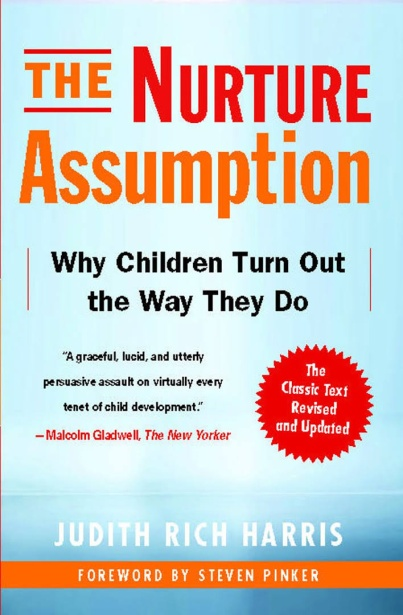 THE NURTURE
Assumption
Why Children Turn Out
the Way They Do
"A graceful, lucid, and utterly
persuasive assault on virtually every
tenet of child development."
—Malcolm Gladwell, The New Yorker
The
Classic Text
Revised
and Updated
JUDITH RICH HARRIS
FOREWORD BY STEVEN PINKER